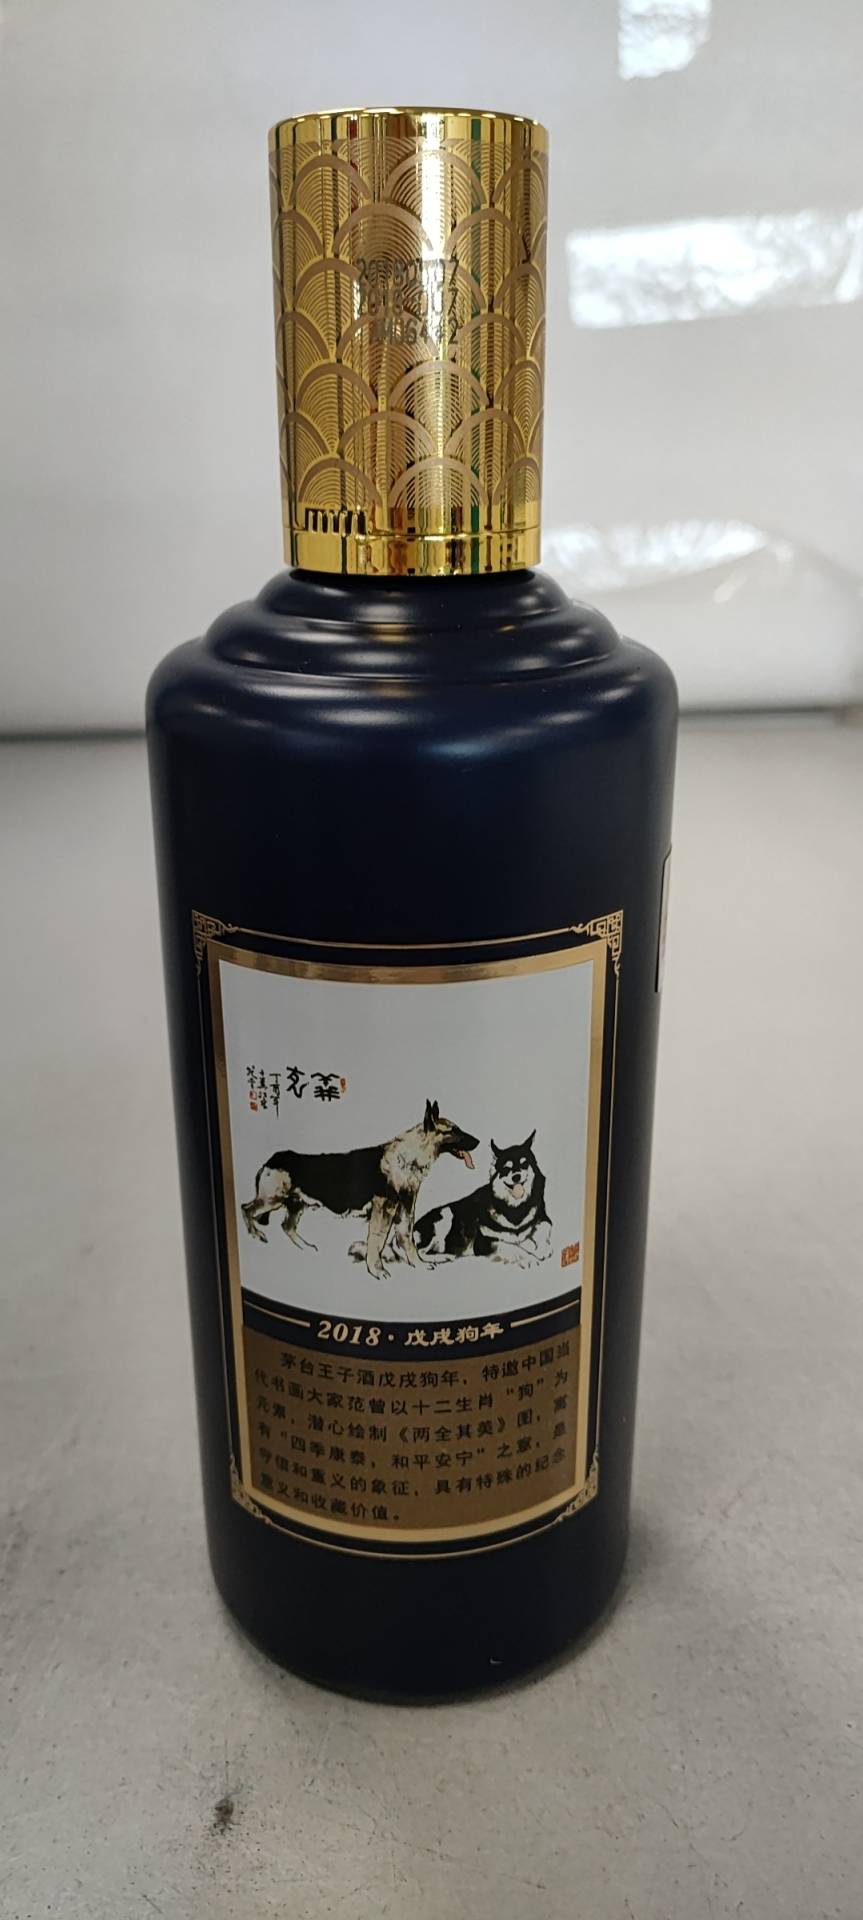 2018·戊戌狗年
茅台王子酒戊戌狗年，特邀中国当
代书画大家范曾以十二生肖“狗”为
元素，潜心绘制《两全其美》图，寓
有“四季康泰，和平安宁”之意，是
守信和重义的象征，具有特殊的纪念
意义和收藏价值。